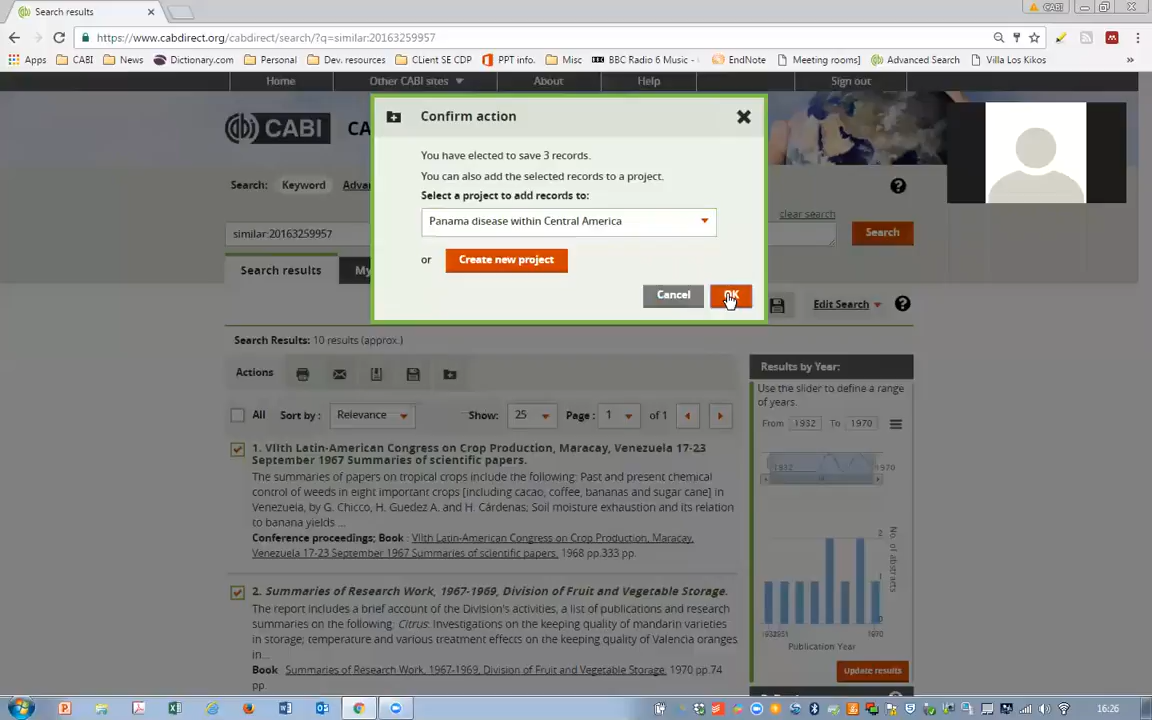 Search results
CABI
https://www.cabdirect.org/cabdirect/search/?q=similar:20163259957
Apps CABI News Dictionary.com Personal Dev. resources CLient SE CDP PPT info. Misc BBC Radio 6 Music - EndNote Meeting rooms] Advanced Search Villa Los Kikos »
Home Other CABI sites About Help Sign out
CABI CA
Confirm action
You have elected to save 3 records.
You can also add the selected records to a project.
Select a project to add records to:
Panama disease within Central America
or Create new project
Cancel OK
Search: Keyword Advan
clear search
similar:20163259957
Search
Search results My
Edit Search
Search Results: 10 results (approx.)
Actions
All Sort by : Relevance Show: 25 Page : 1 of 1
1. VIIth Latin-American Congress on Crop Production, Maracay, Venezuela 17-23
September 1967 Summaries of scientific papers.
The summaries of papers on tropical crops include the following: Past and present chemical
control of weeds in eight important crops [including cacao, coffee, bananas and sugar cane] in
Venezuela, by G. Chicco, H. Guedez A. and H. Cárdenas; Soil moisture exhaustion and its relation
to banana yields ...
Conference proceedings; Book : VIIth Latin-American Congress on Crop Production, Maracay,
Venezuela 17-23 September 1967 Summaries of scientific papers. 1968 pp.333 pp.
2. Summaries of Research Work, 1967-1969, Division of Fruit and Vegetable Storage.
The report includes a brief account of the Division's activities, a list of publications and research
summaries on the following: Citrus: Investigations on the keeping quality of mandarin varieties
in storage; temperature and various treatment effects on the keeping quality of Valencia oranges
in...
Book Summaries of Research Work, 1967-1969, Division of Fruit and Vegetable Storage. 1970 pp.74
pp.
Results by Year:
Use the slider to define a range
of years.
From 1932 To 1970
1932 1970
2
1
0
No. of abstracts
1932 1951 1970
Publication Year
Update results
16:26